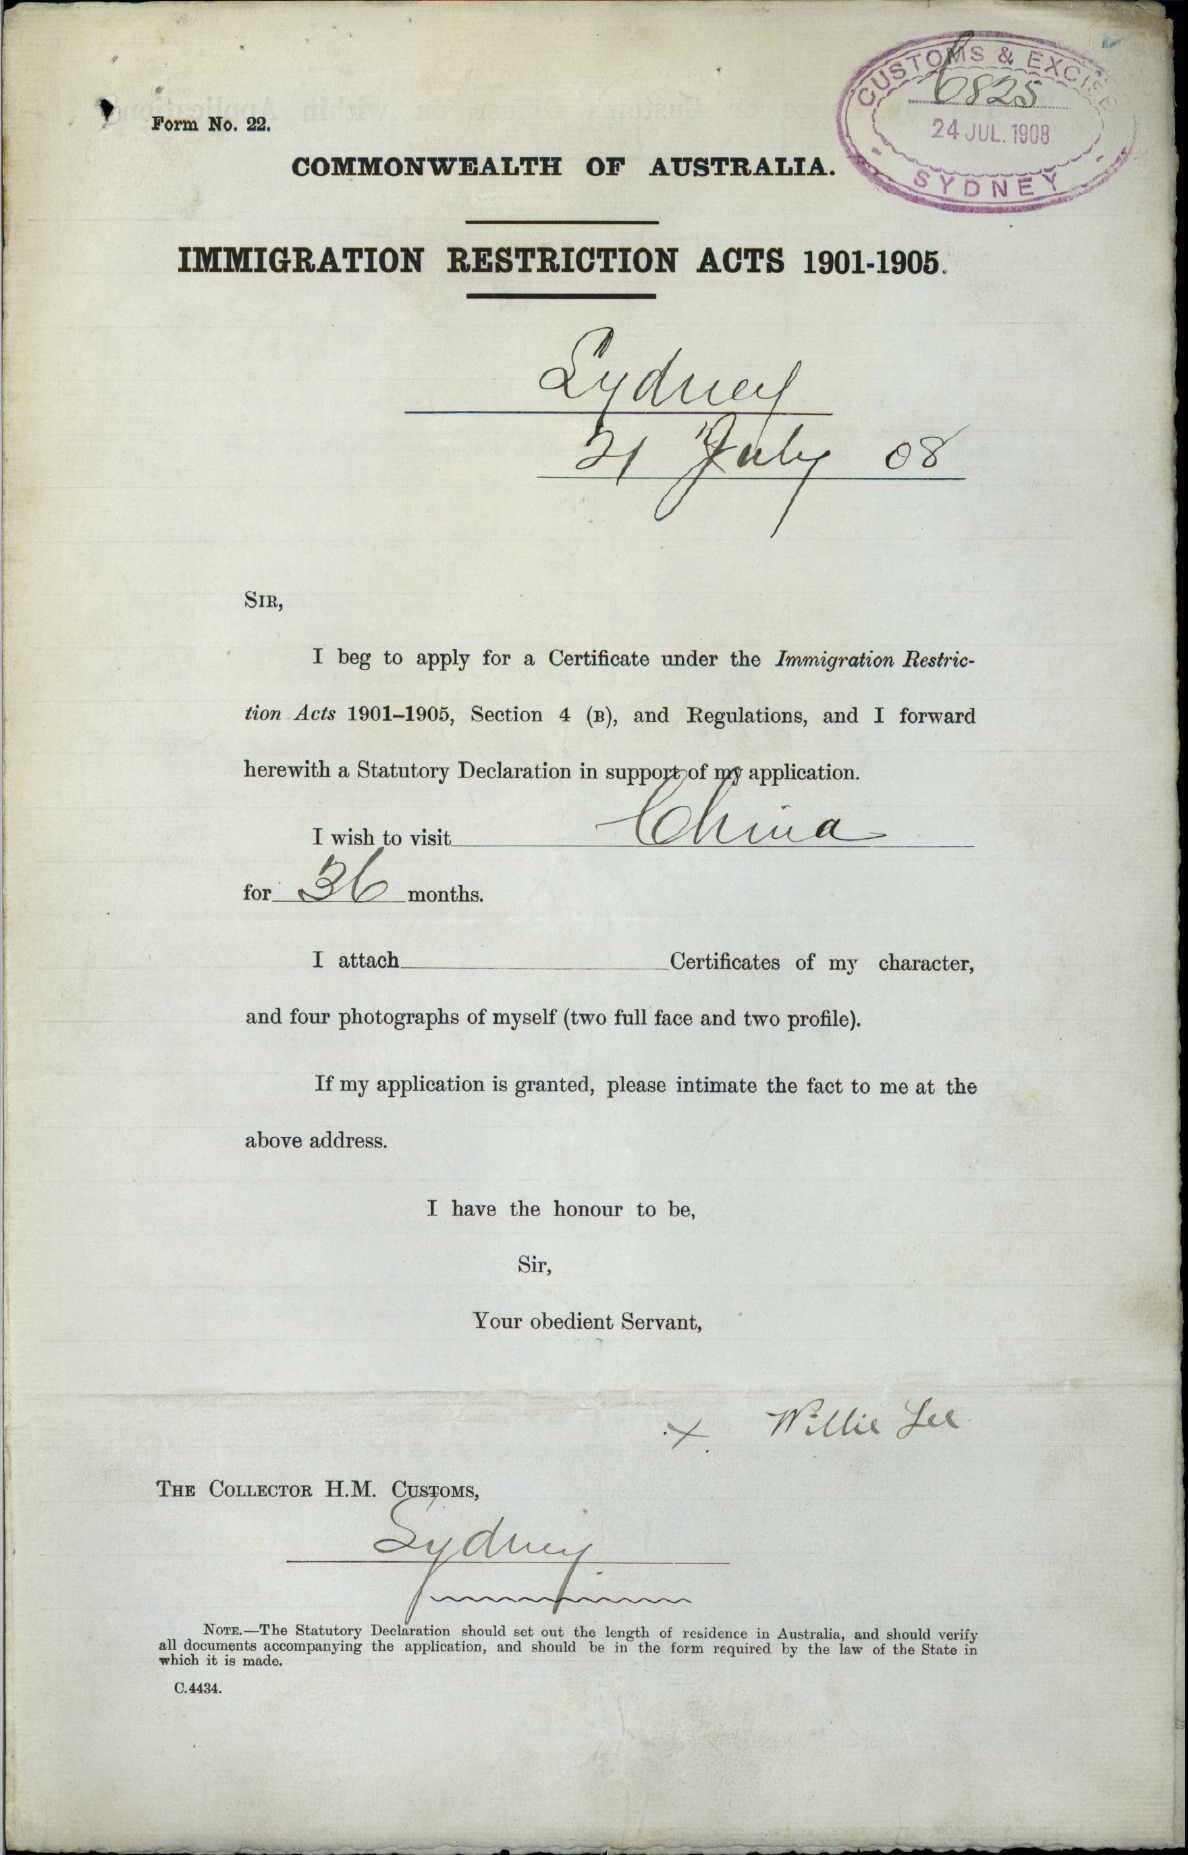 CUSTOMS & EXCISE
6825
24 JUL. 1908
SYDNEY
Form No. 22.
COMMONWEALTH OF AUSTRALIA.
IMMIGRATION RESTRICTION ACTS 1901-1905.
Sydney
21 July 08
SIR,
I beg to apply for a Certificate under the Immigration Restric-
tion Acts 1901-1905, Section 4 (B), and Regulations, and I forward
herewith a Statutory Declaration in support of my application.
I wish to visit China
for 36 months.
I attach Certificates of my character,
and four photographs of myself (two full face and two profile).
If my application is granted, please intimate the fact to me at the
above address.
I have the honour to be,
Sir,
Your obedient Servant,
x Willie Lee
THE COLLECTOR H.M. CUSTOMS,
Sydney
NOTE.—The Statutory Declaration should set out the length of residence in Australia, and should verify
all documents accompanying the application, and should be in the form required by the law of the State in
which it is made.
C.4434.